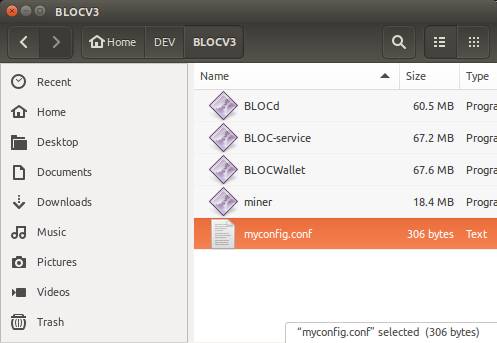 BLOCV3
Home DEV BLOCV3
Recent
Home
Desktop
Documents
Downloads
Music
Pictures
Videos
Trash
Name Size Type
BLOCd 60.5 MB Progra
BLOC-service 67.2 MB Progra
BLOCWallet 67.6 MB Progra
miner 18.4 MB Progra
myconfig.conf 306 bytes Text
“myconfig.conf” selected (306 bytes)